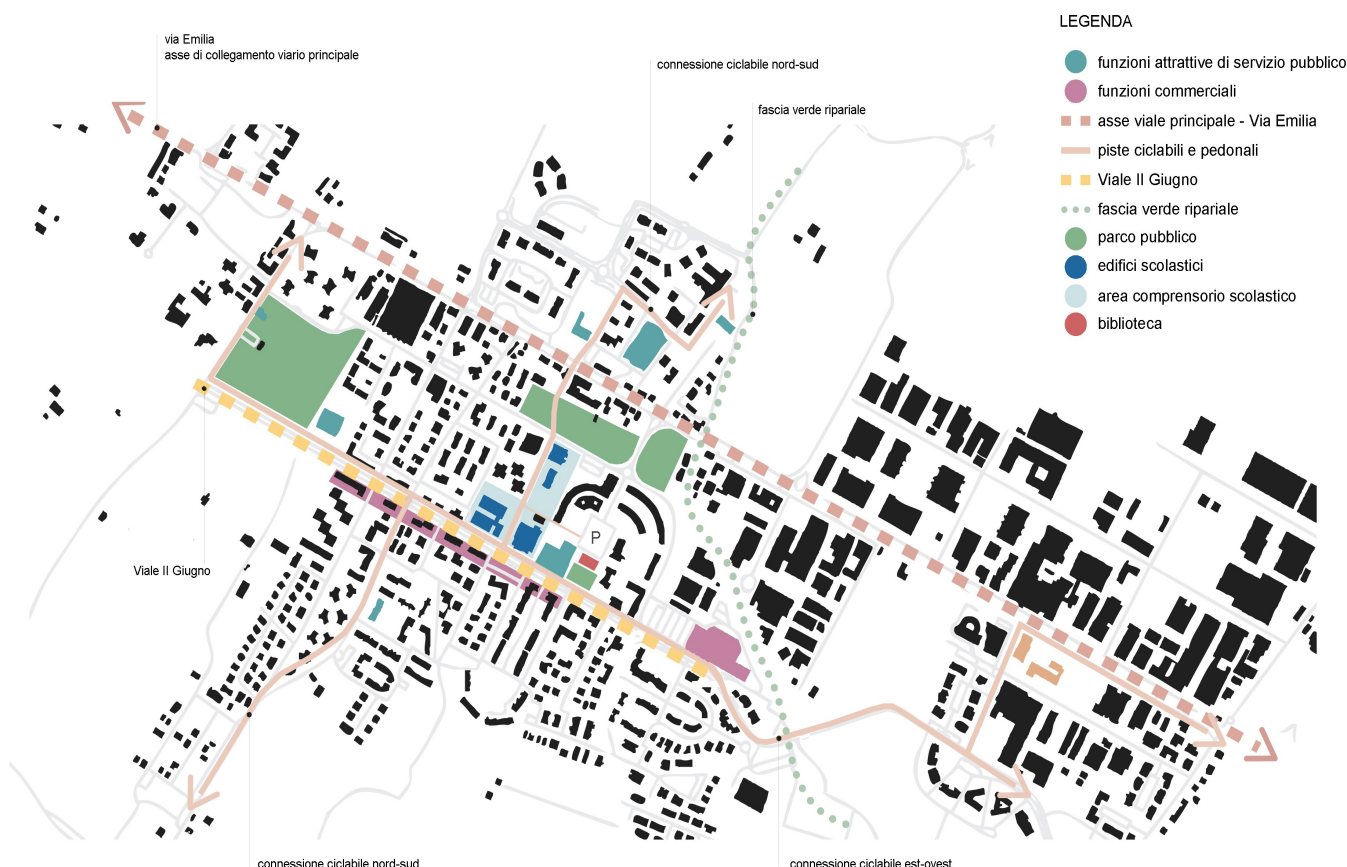 LEGENDA
via Emilia
asse di collegamento viario principale
connessione ciclabile nord-sud
funzioni attrattive di servizio pubblico
funzioni commerciali
fascia verde ripariale
asse viale principale - Via Emilia
piste ciclabili e pedonali
Viale II Giugno
fascia verde ripariale
parco pubblico
edifici scolastici
area comprensorio scolastico
biblioteca
P
Viale II Giugno
connessione ciclabile nord-sud
connessione ciclabile est-ovest